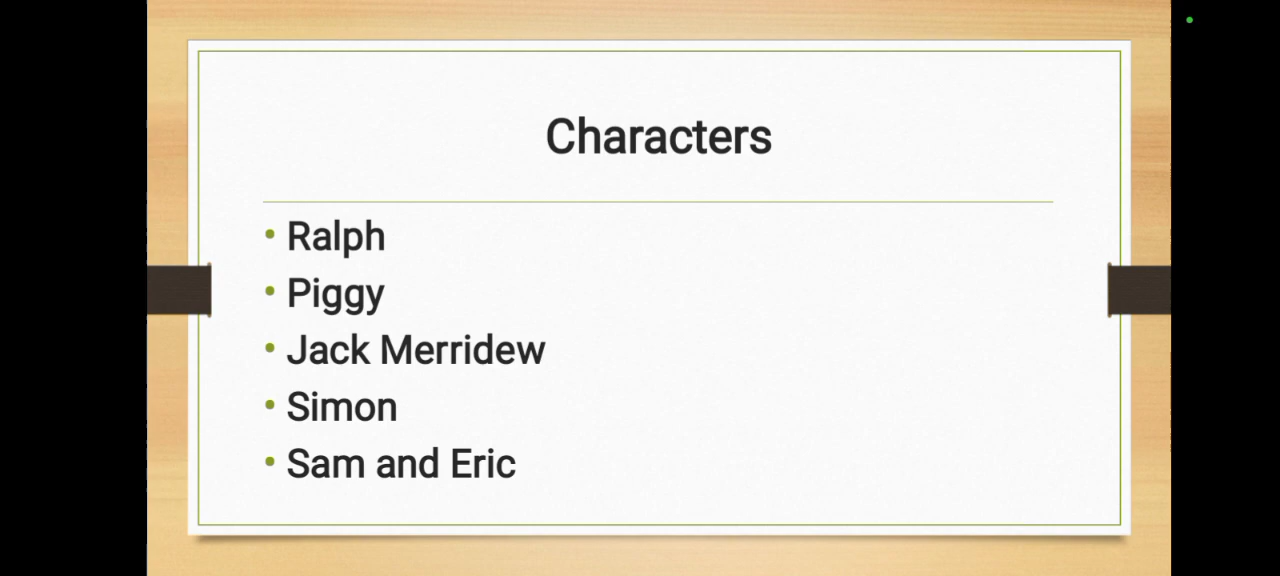 Characters
• Ralph
• Piggy
• Jack Merridew
• Simon
• Sam and Eric